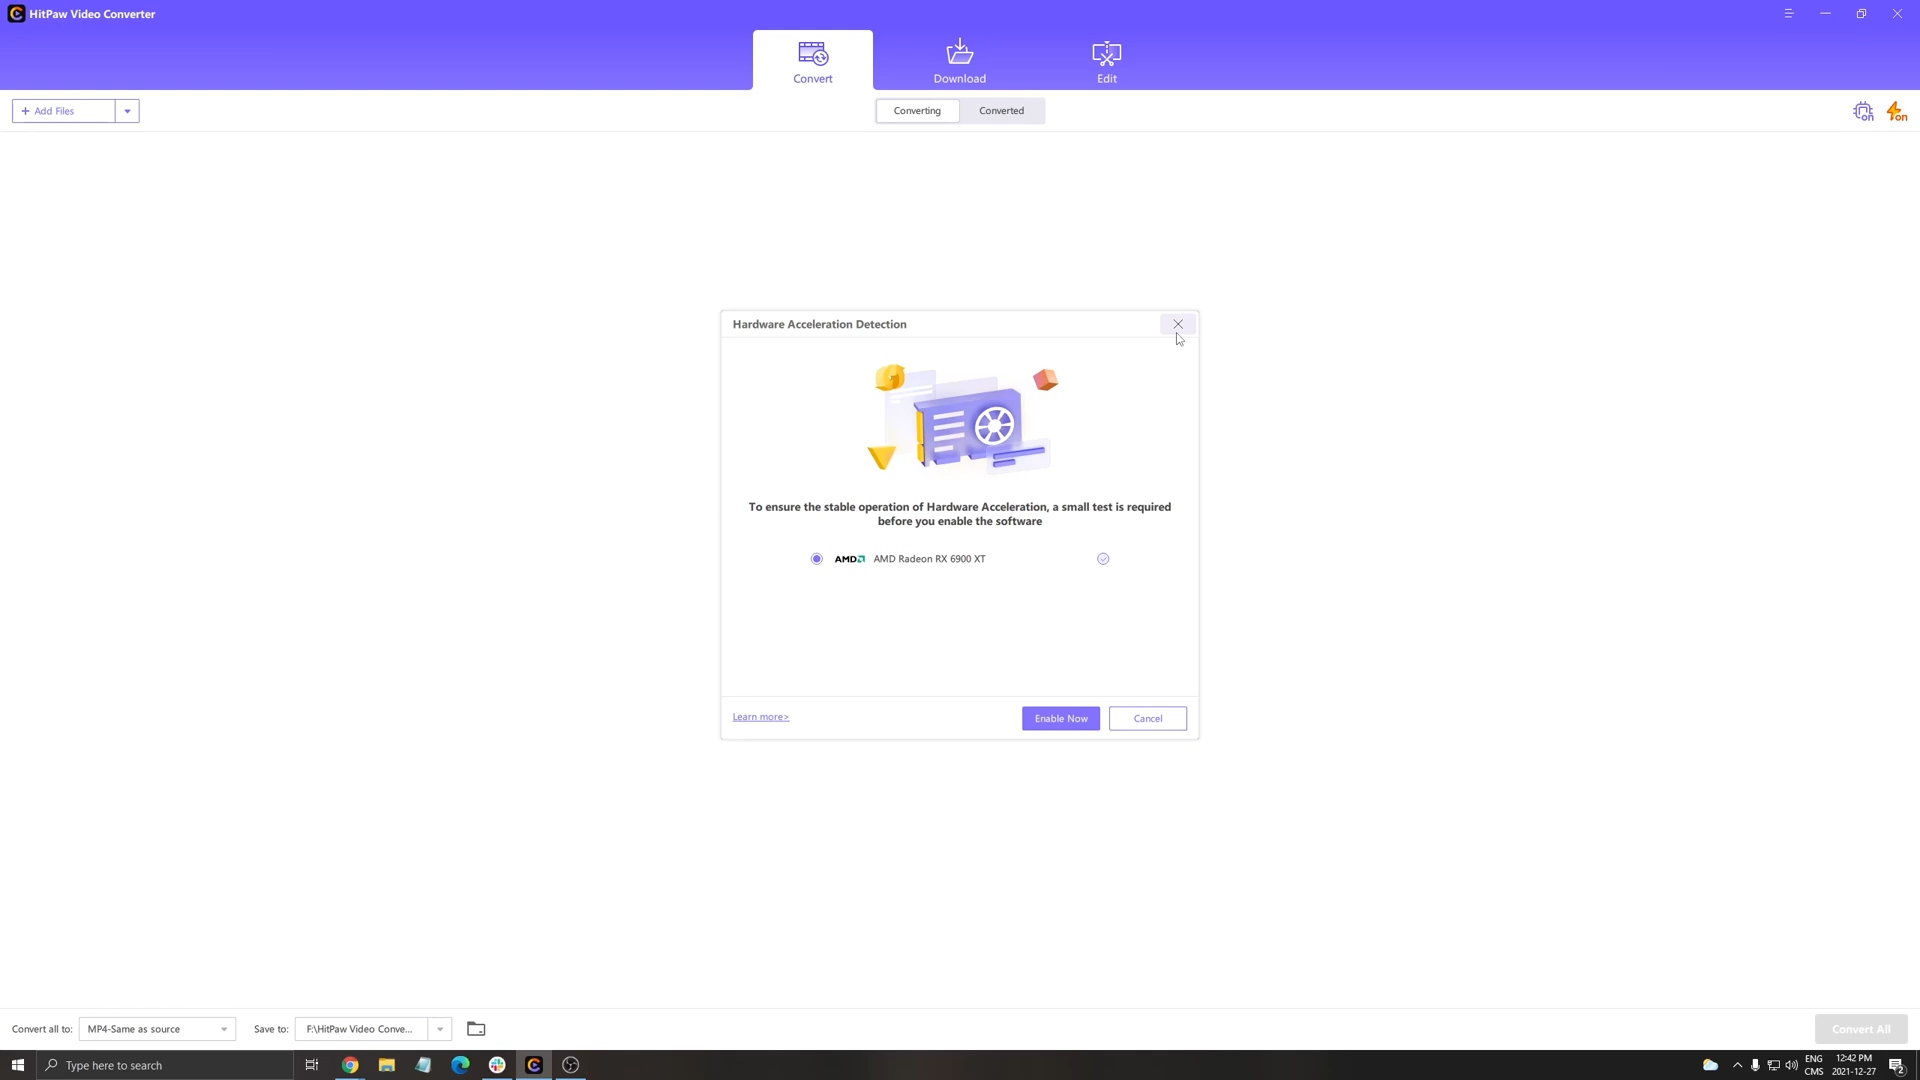 HitPaw Video Converter
Convert
Download
Edit
+ Add Files
Converting
Converted
on
on
Hardware Acceleration Detection
To ensure the stable operation of Hardware Acceleration, a small test is required
before you enable the software
AMD AMD Radeon RX 6900 XT
Learn more>
Enable Now
Cancel
Convert all to: MP4-Same as source
Save to: F:\HitPaw Video Conve...
Convert All
Type here to search
ENG
CMS
12:42 PM
2021-12-27
2